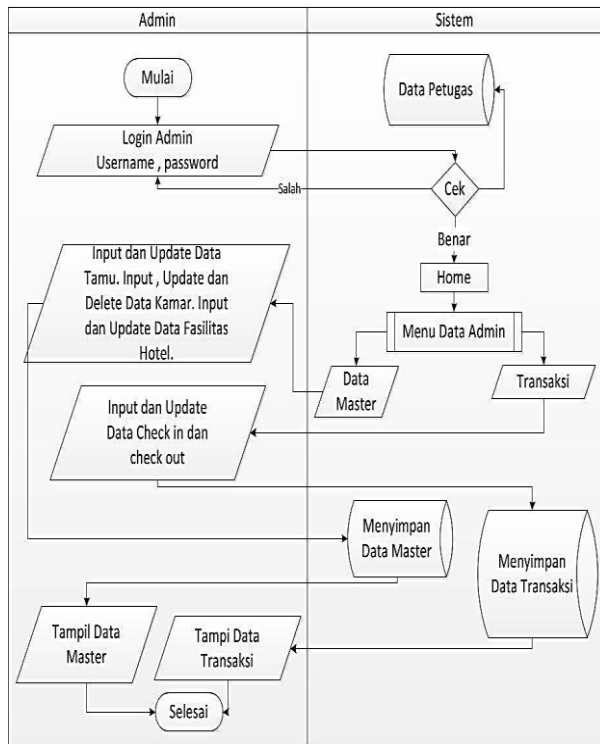 Admin
Sistem
Mulai
Data Petugas
Login Admin
Username , password
Cek
Salah
Benar
Home
Menu Data Admin
Input dan Update Data
Tamu. Input , Update dan
Delete Data Kamar. Input
dan Update Data Fasilitas
Hotel.
Data
Master
Transaksi
Input dan Update
Data Check in dan
check out
Menyimpan
Data Master
Menyimpan
Data Transaksi
Tampil Data
Master
Tampi Data
Transaksi
Selesai